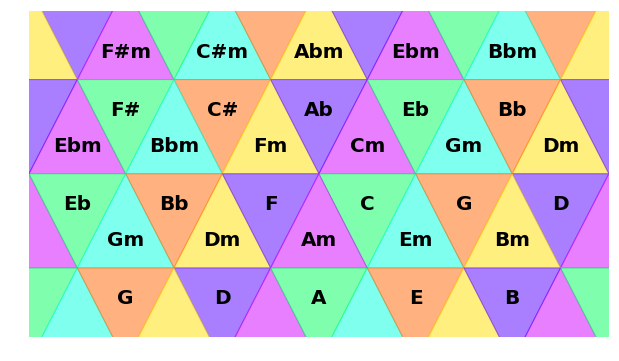 F#m C#m Abm Ebm Bbm
F# C# Ab Eb Bb
Ebm Bbm Fm Cm Gm Dm
Eb Bb F C G D
Gm Dm Am Em Bm
G D A E B